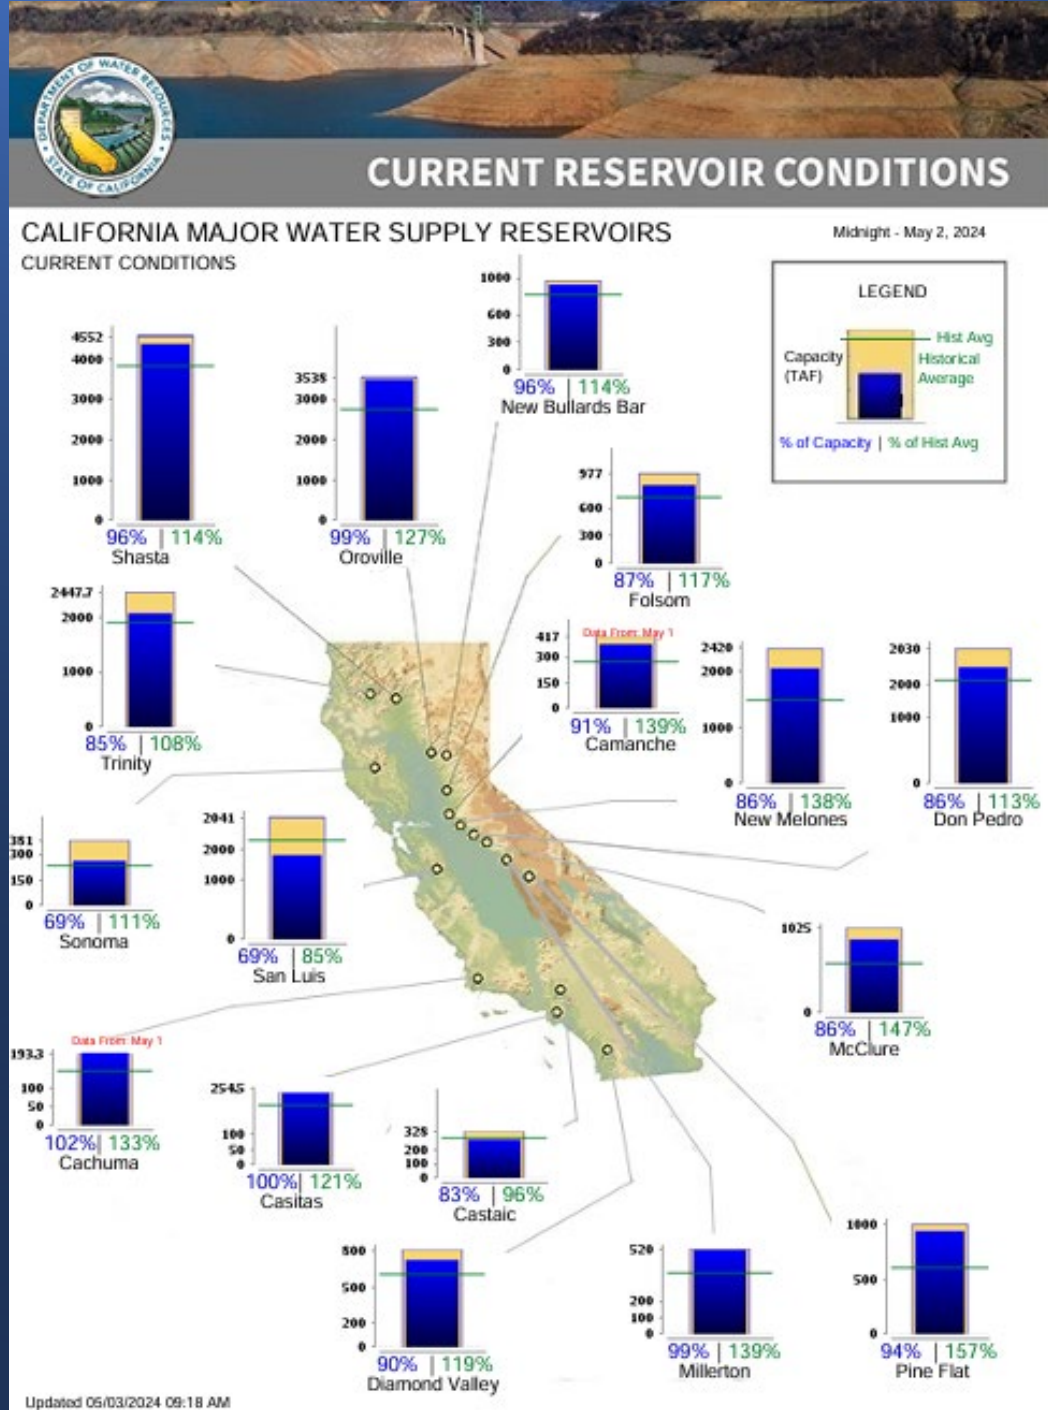 DEPARTMENT OF WATER RESOURCES
STATE OF CALIFORNIA
CURRENT RESERVOIR CONDITIONS
CALIFORNIA MAJOR WATER SUPPLY RESERVOIRS
CURRENT CONDITIONS
Midnight - May 2, 2024
LEGEND
Hist Avg
Capacity
(TAF)
Historical
Average
% of Capacity | % of Hist Avg
1000
600
300
0
96% | 114%
New Bullards Bar
4552
4000
3000
2000
1000
0
96% | 114%
Shasta
3538
3000
2000
1000
0
99% | 127%
Oroville
977
600
300
0
87% | 117%
Folsom
2447.7
2000
1000
0
85% | 108%
Trinity
Data From: May 1
417
300
150
0
91% | 139%
Camanche
2420
2000
1000
0
86% | 138%
New Melones
2030
2000
1000
0
86% | 113%
Don Pedro
381
300
150
0
69% | 111%
Sonoma
2041
2000
1000
0
69% | 85%
San Luis
1025
0
86% | 147%
McClure
Data From: May 1
193.3
100
50
0
102% | 133%
Cachuma
254.5
100
50
0
100% | 121%
Casitas
325
200
100
0
83% | 96%
Castaic
800
500
200
0
90% | 119%
Diamond Valley
520
200
100
0
99% | 139%
Millerton
1000
500
0
94% | 157%
Pine Flat
Updated 05/03/2024 09:18 AM